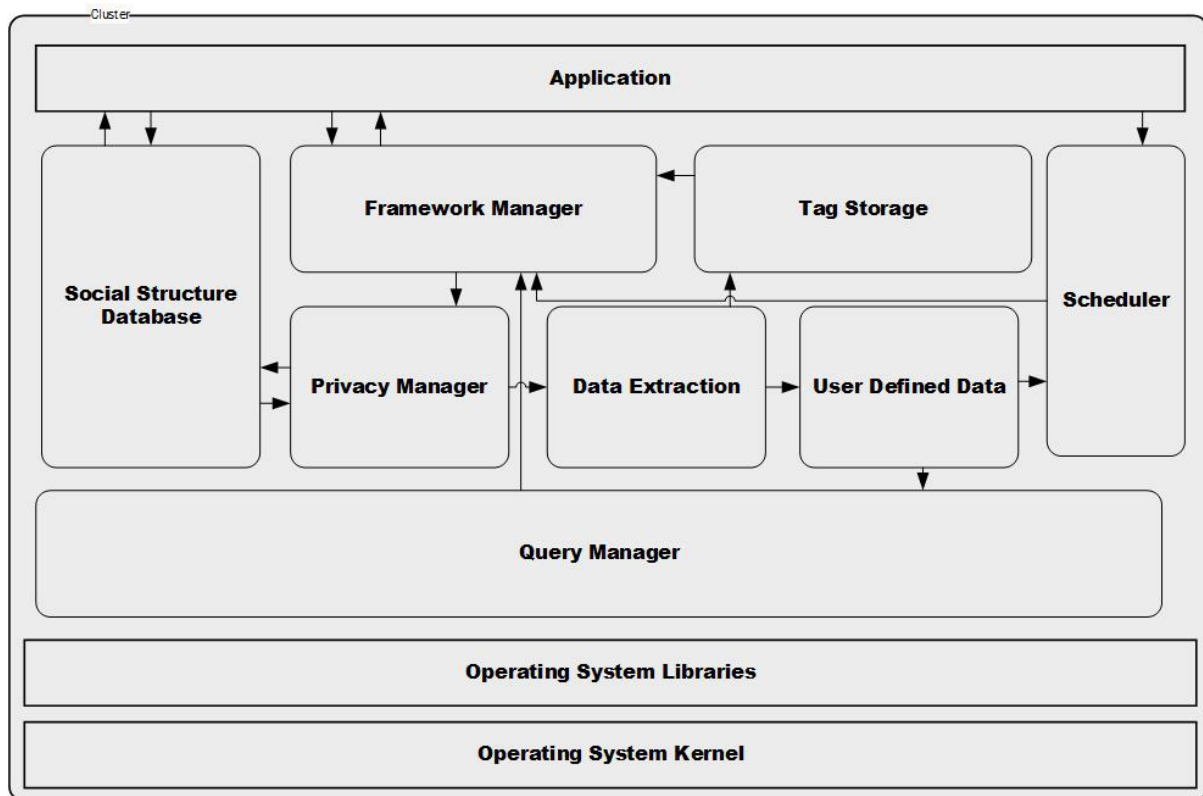 Cluster
Application
Framework Manager
Tag Storage
Social Structure
Database
Scheduler
Privacy Manager
Data Extraction
User Defined Data
Query Manager
Operating System Libraries
Operating System Kernel